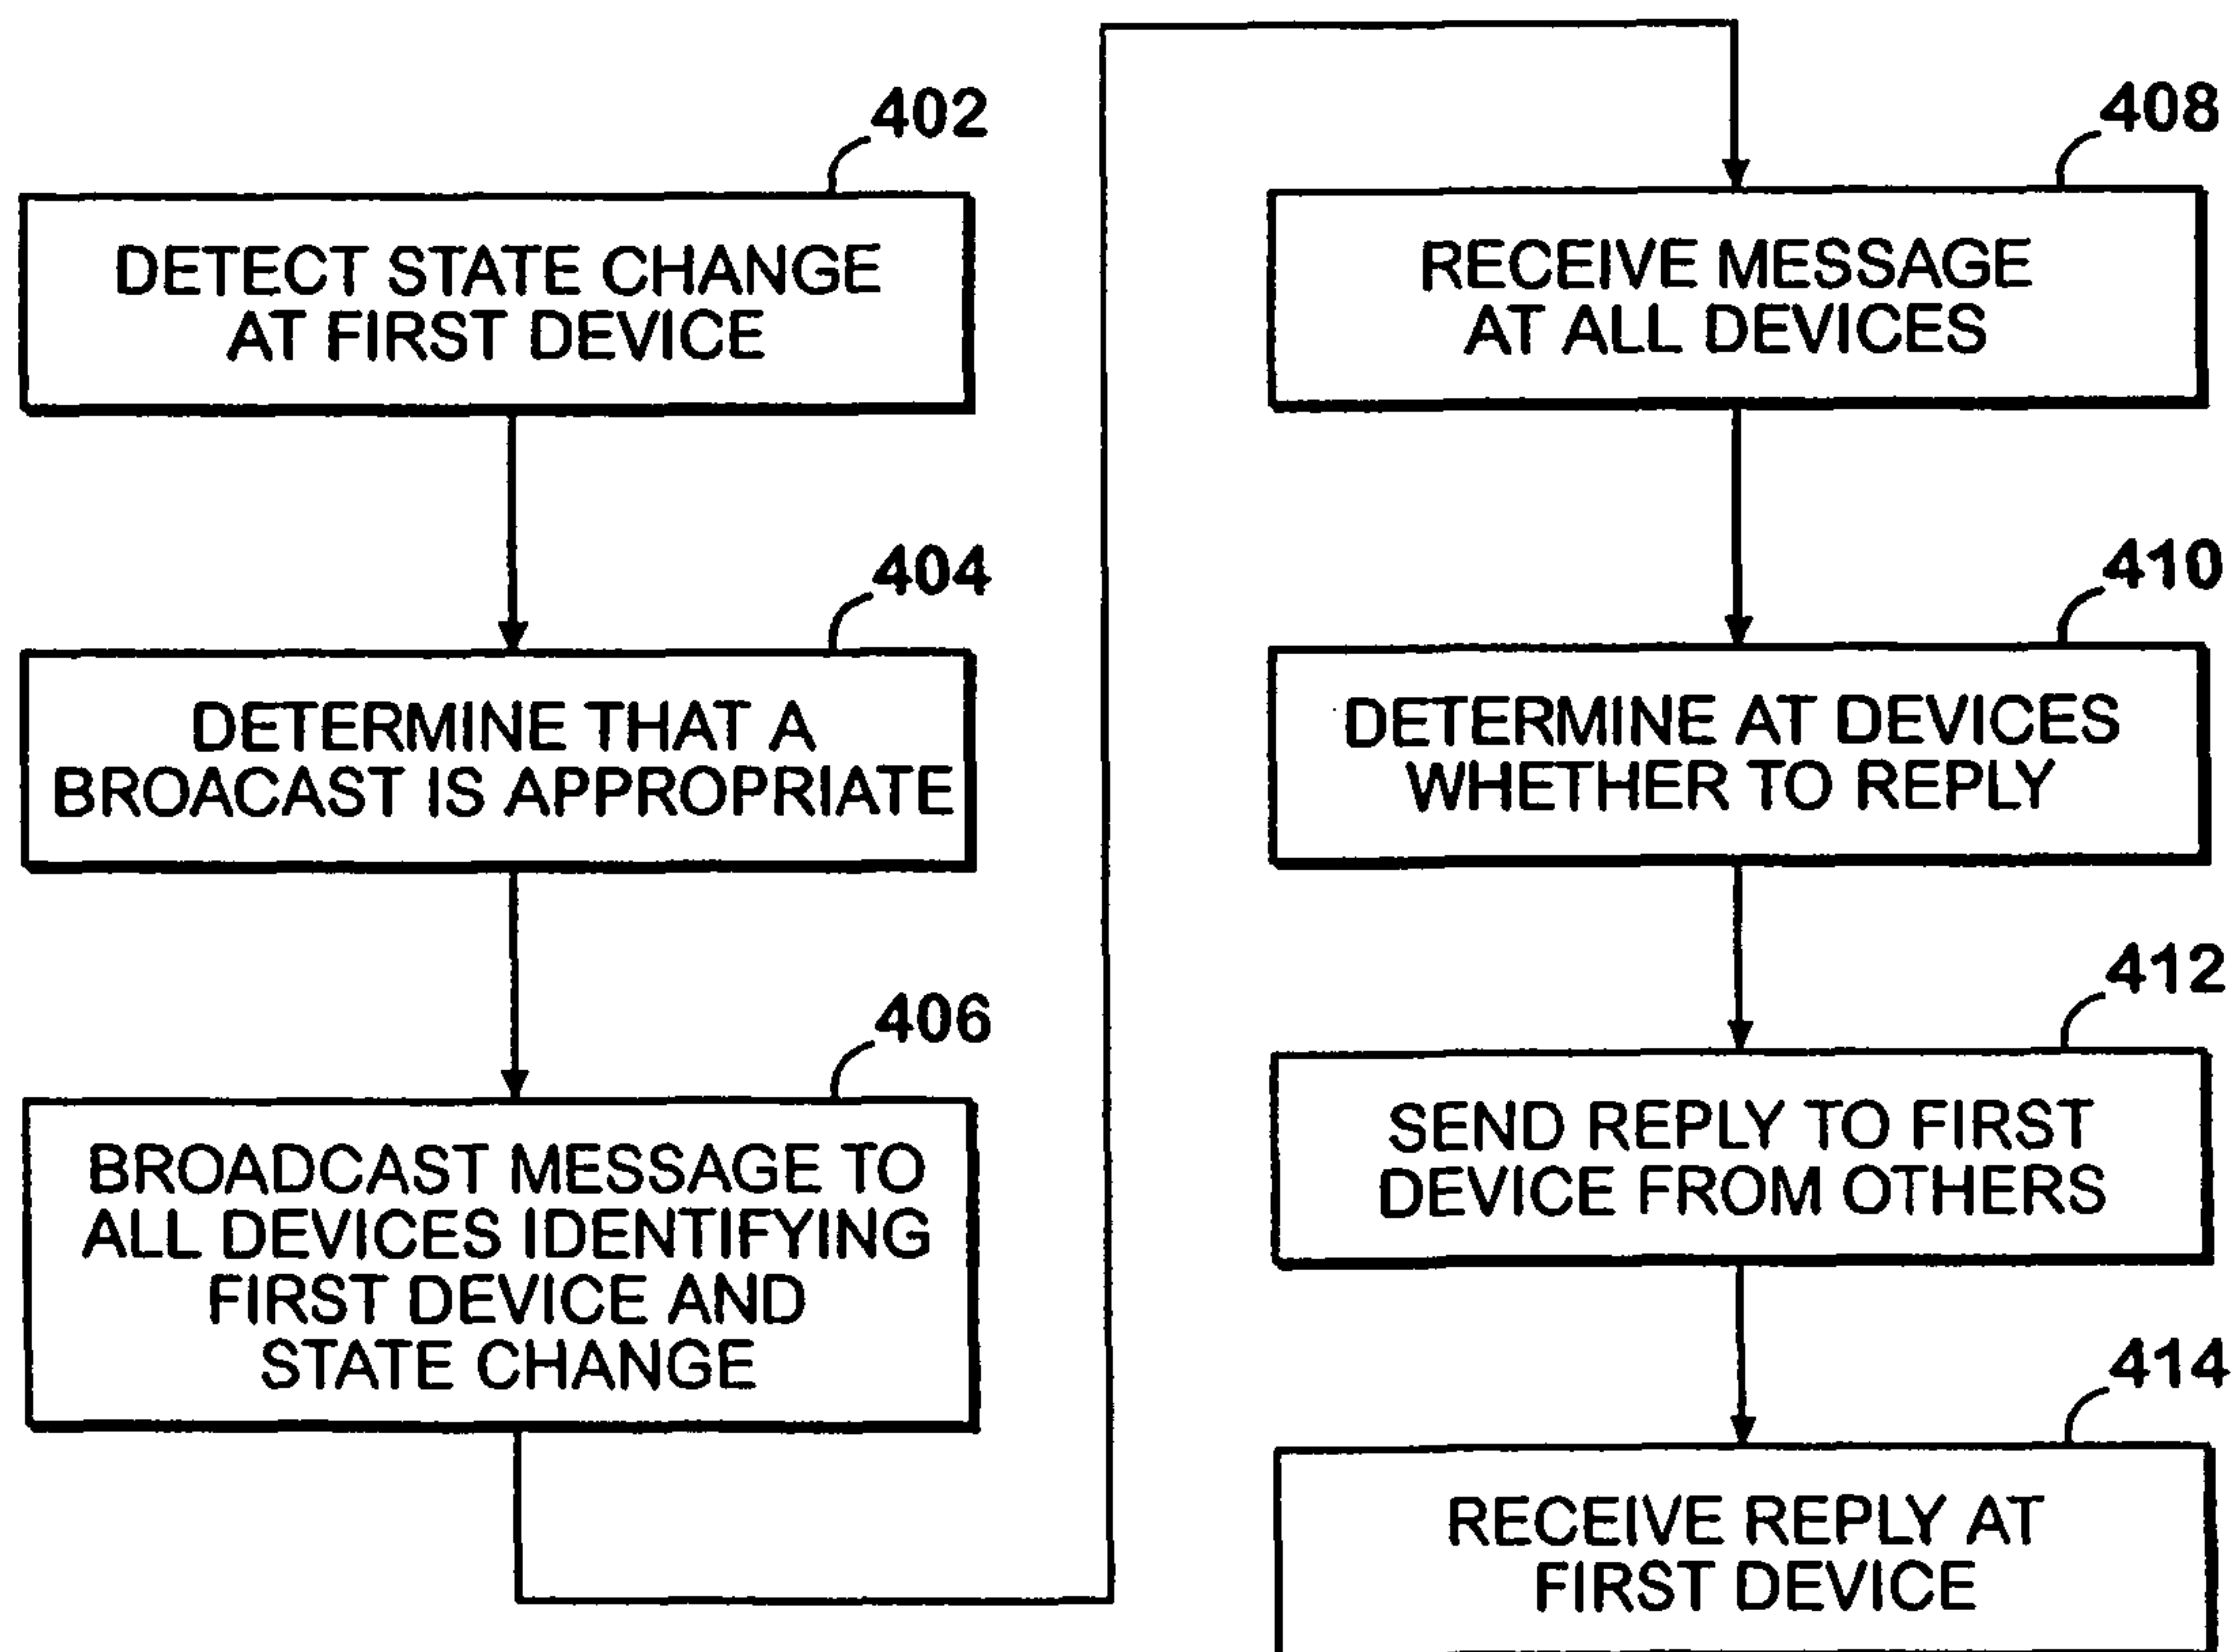 402
DETECT STATE CHANGE
AT FIRST DEVICE
404
DETERMINE THAT A
BROACAST IS APPROPRIATE
406
BROADCAST MESSAGE TO
ALL DEVICES IDENTIFYING
FIRST DEVICE AND
STATE CHANGE
408
RECEIVE MESSAGE
AT ALL DEVICES
410
DETERMINE AT DEVICES
WHETHER TO REPLY
412
SEND REPLY TO FIRST
DEVICE FROM OTHERS
414
RECEIVE REPLY AT
FIRST DEVICE